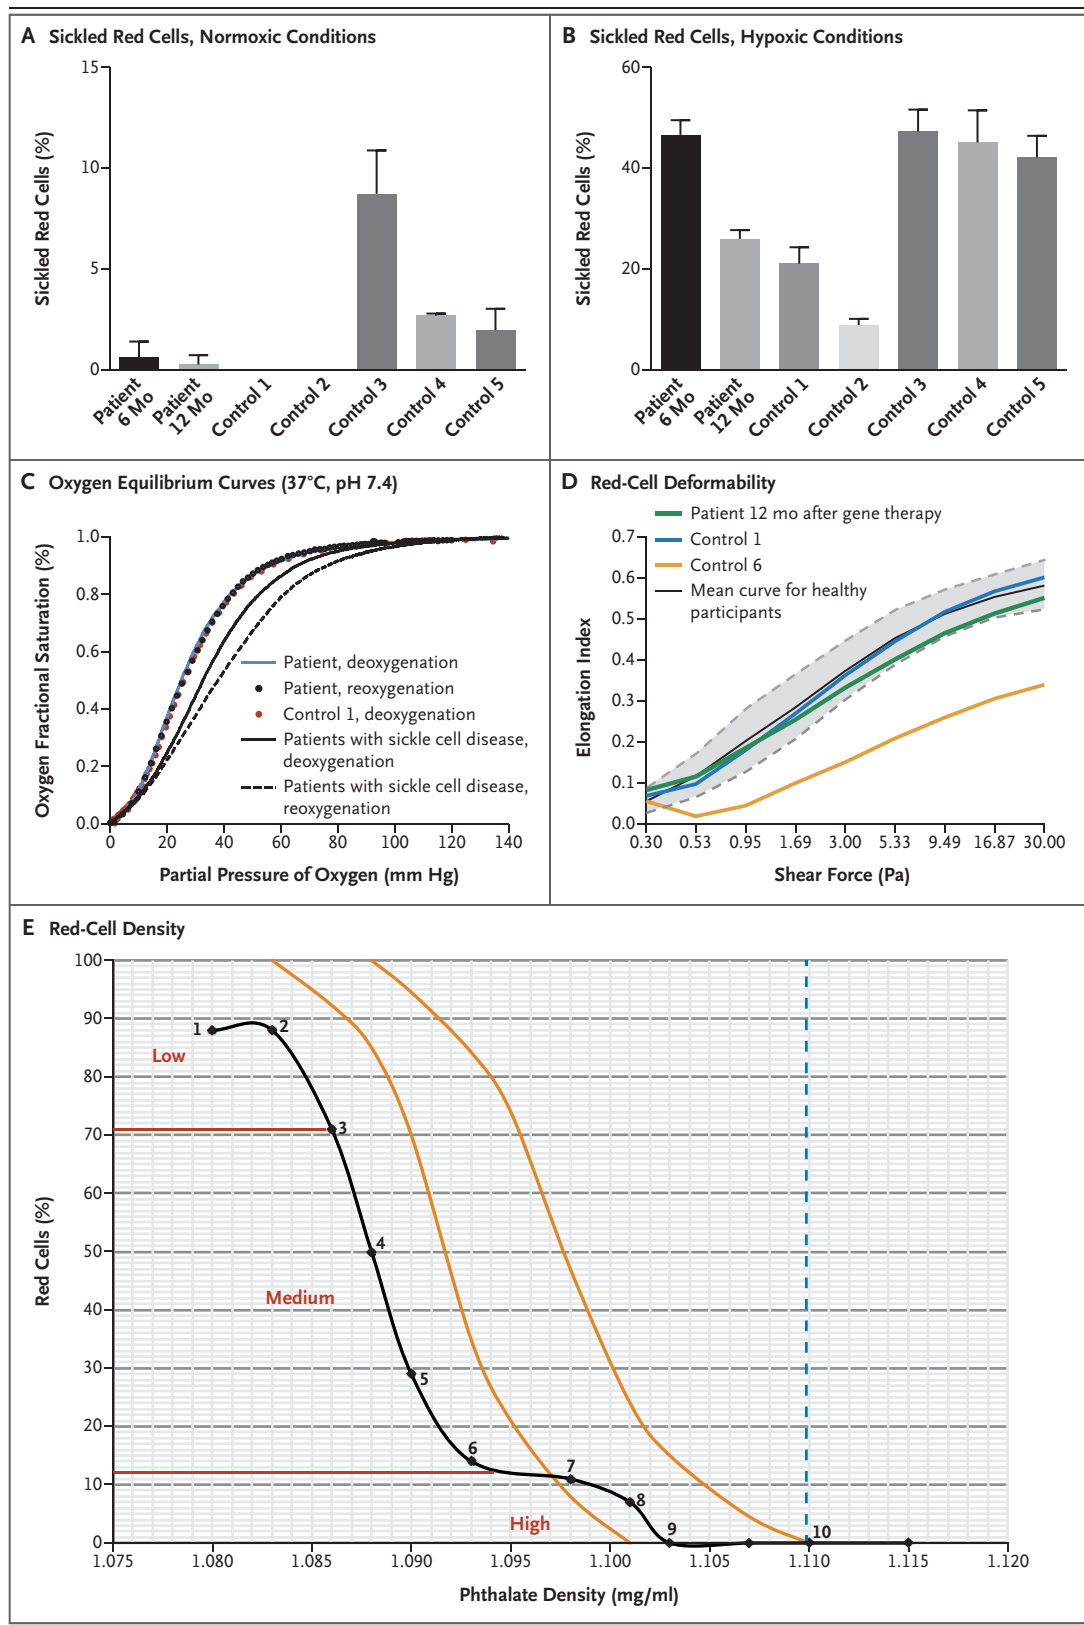 A Sickled Red Cells, Normoxic Conditions
Sickled Red Cells (%)
15
10
5
0
Patient 6 Mo
Patient 12 Mo
Control 1
Control 2
Control 3
Control 4
Control 5
B Sickled Red Cells, Hypoxic Conditions
Sickled Red Cells (%)
60
40
20
0
Patient 6 Mo
Patient 12 Mo
Control 1
Control 2
Control 3
Control 4
Control 5
C Oxygen Equilibrium Curves (37°C, pH 7.4)
Oxygen Fractional Saturation (%)
1.0
0.8
0.6
0.4
0.2
0.0
Patient, deoxygenation
Patient, reoxygenation
Control 1, deoxygenation
Patients with sickle cell disease,
deoxygenation
Patients with sickle cell disease,
reoxygenation
0 20 40 60 80 100 120 140
Partial Pressure of Oxygen (mm Hg)
D Red-Cell Deformability
Patient 12 mo after gene therapy
Control 1
Control 6
Mean curve for healthy
participants
Elongation Index
0.7
0.6
0.5
0.4
0.3
0.2
0.1
0.0
0.30 0.53 0.95 1.69 3.00 5.33 9.49 16.87 30.00
Shear Force (Pa)
E Red-Cell Density
Red Cells (%)
100
90
80
70
60
50
40
30
20
10
0
1
2
Low
3
4
Medium
5
6
7
8
High
9
10
1.075 1.080 1.085 1.090 1.095 1.100 1.105 1.110 1.115 1.120
Phthalate Density (mg/ml)